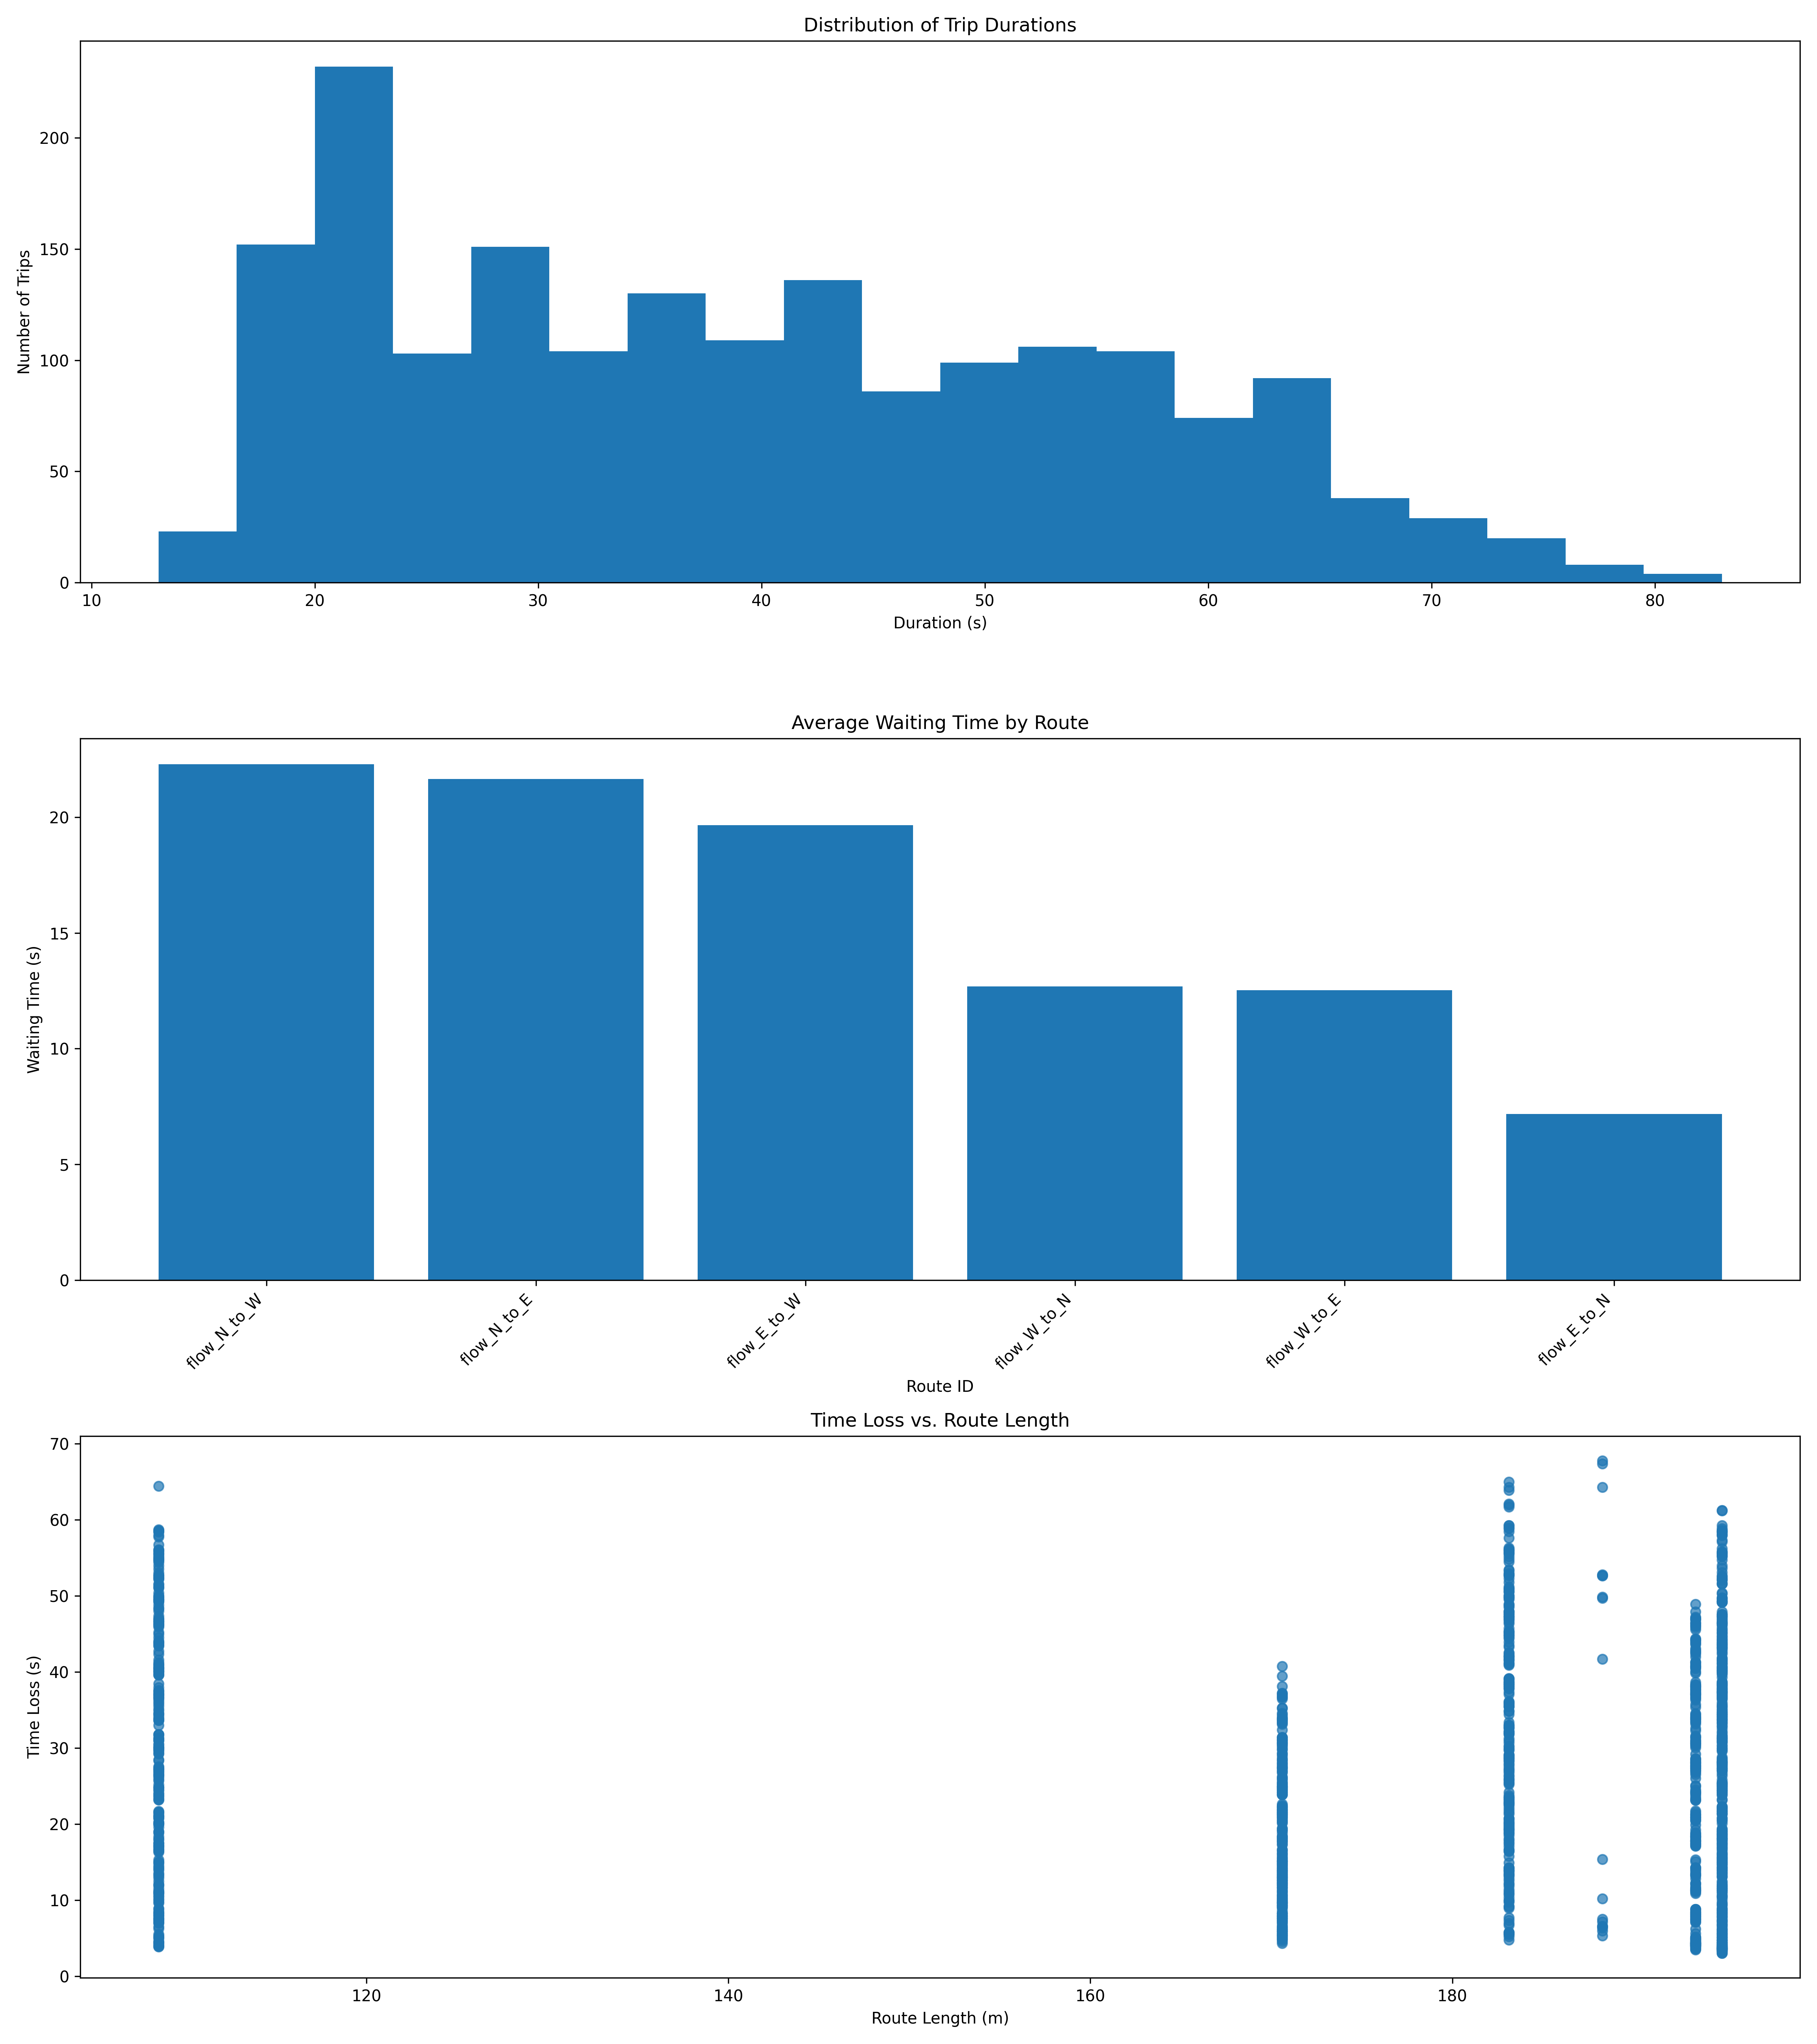 Distribution of Trip Durations
200
150
100
50
0
Number of Trips
10 20 30 40 50 60 70 80
Duration (s)
Average Waiting Time by Route
20
15
10
5
0
Waiting Time (s)
flow_N_to_W flow_N_to_E flow_E_to_W flow_W_to_N flow_W_to_E flow_E_to_N
Route ID
Time Loss vs. Route Length
70
60
50
40
30
20
10
0
Time Loss (s)
120 140 160 180
Route Length (m)